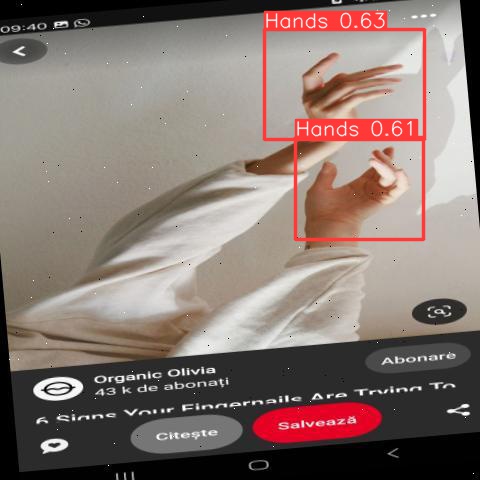 09:40
Hands 0.63
Hands 0.61
Organic Olivia
43 k de abonați
Abonare
6 Signs Your Fingernails Are Trying To
Citește
Salvează